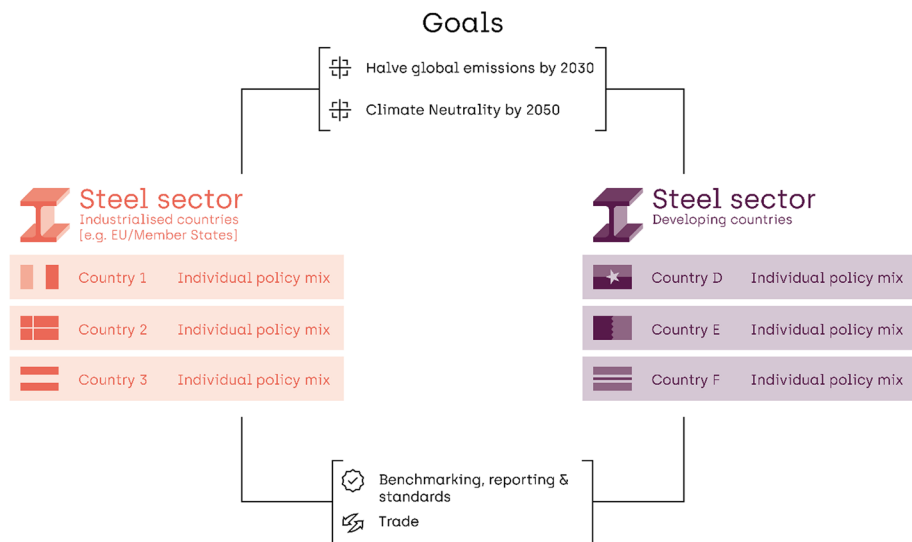 Goals
Halve global emissions by 2030
Climate Neutrality by 2050
Steel sector
Industrialised countries
[e.g. EU/Member States]
Country 1 Individual policy mix
Country 2 Individual policy mix
Country 3 Individual policy mix
Steel sector
Developing countries
Country D Individual policy mix
Country E Individual policy mix
Country F Individual policy mix
Benchmarking, reporting &
standards
Trade